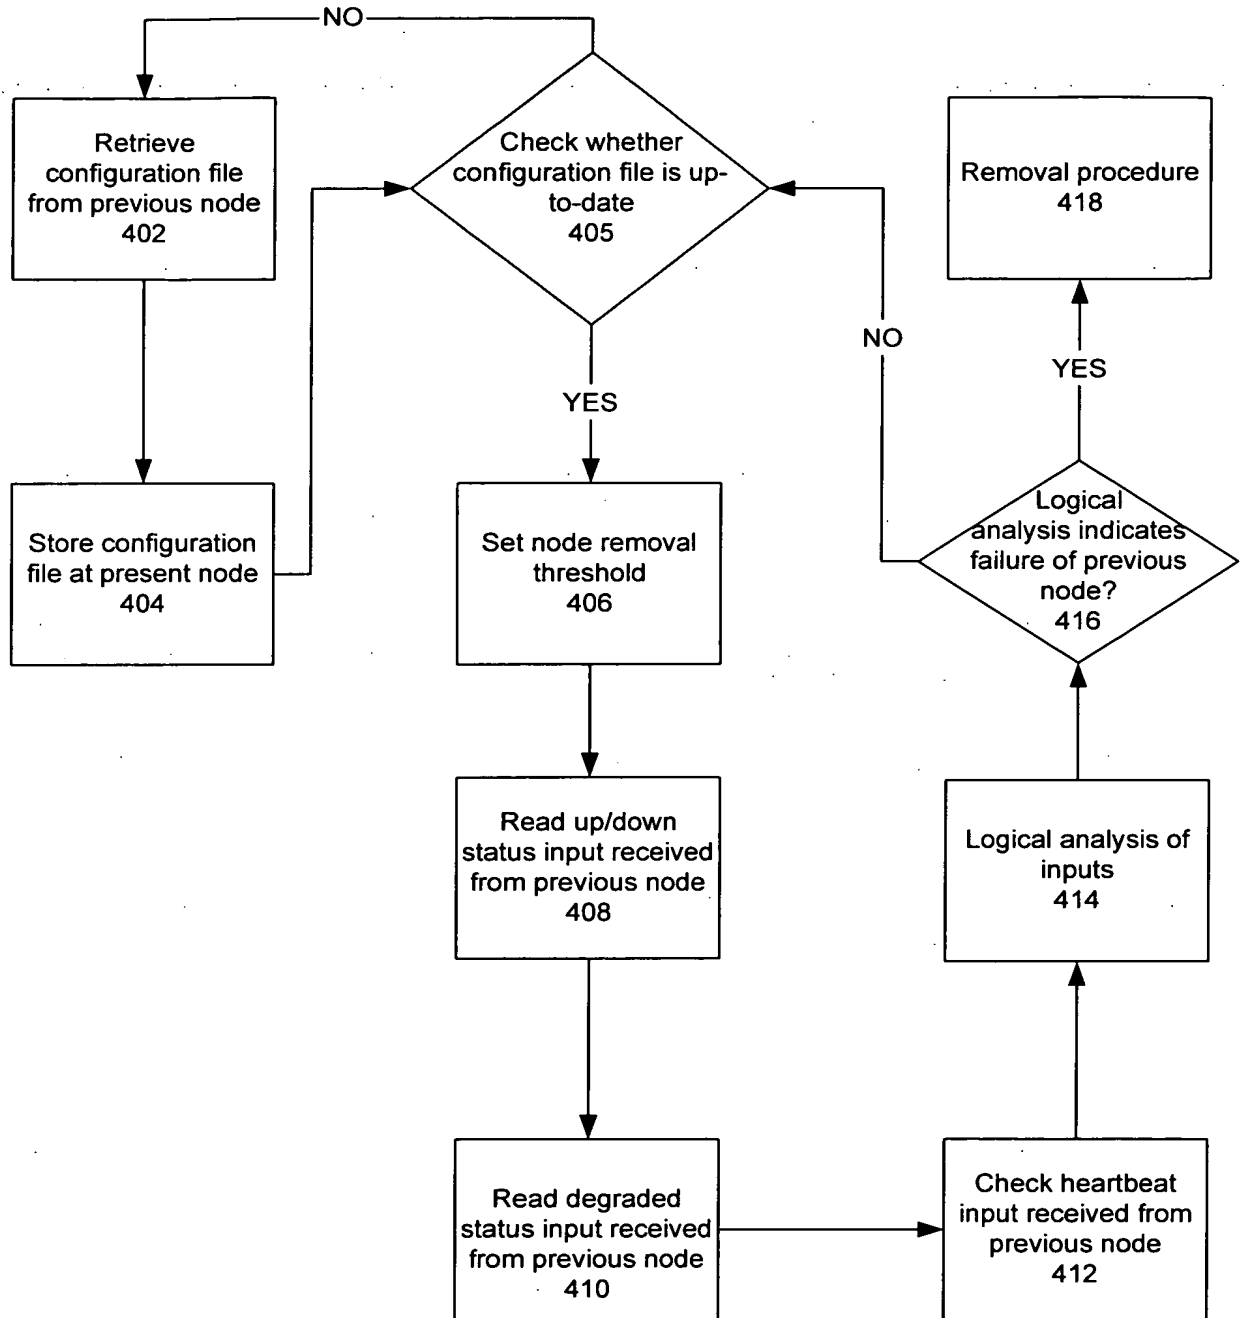 NO
Retrieve
configuration file
from previous node
402
Check whether
configuration file is up-
to-date
405
Removal procedure
418
NO
YES
YES
Store configuration
file at present node
404
Set node removal
threshold
406
Logical
analysis indicates
failure of previous
node?
416
Read up/down
status input received
from previous node
408
Logical analysis of
inputs
414
Read degraded
status input received
from previous node
410
Check heartbeat
input received from
previous node
412